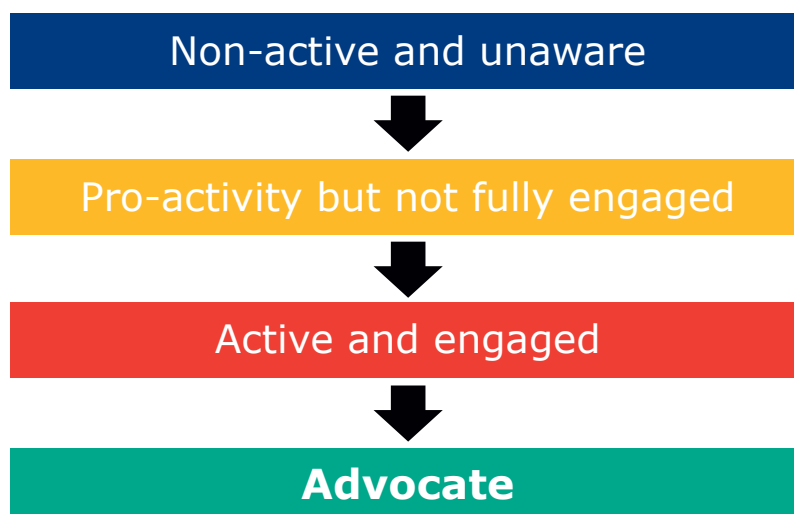 Non-active and unaware
Pro-activity but not fully engaged
Active and engaged
Advocate